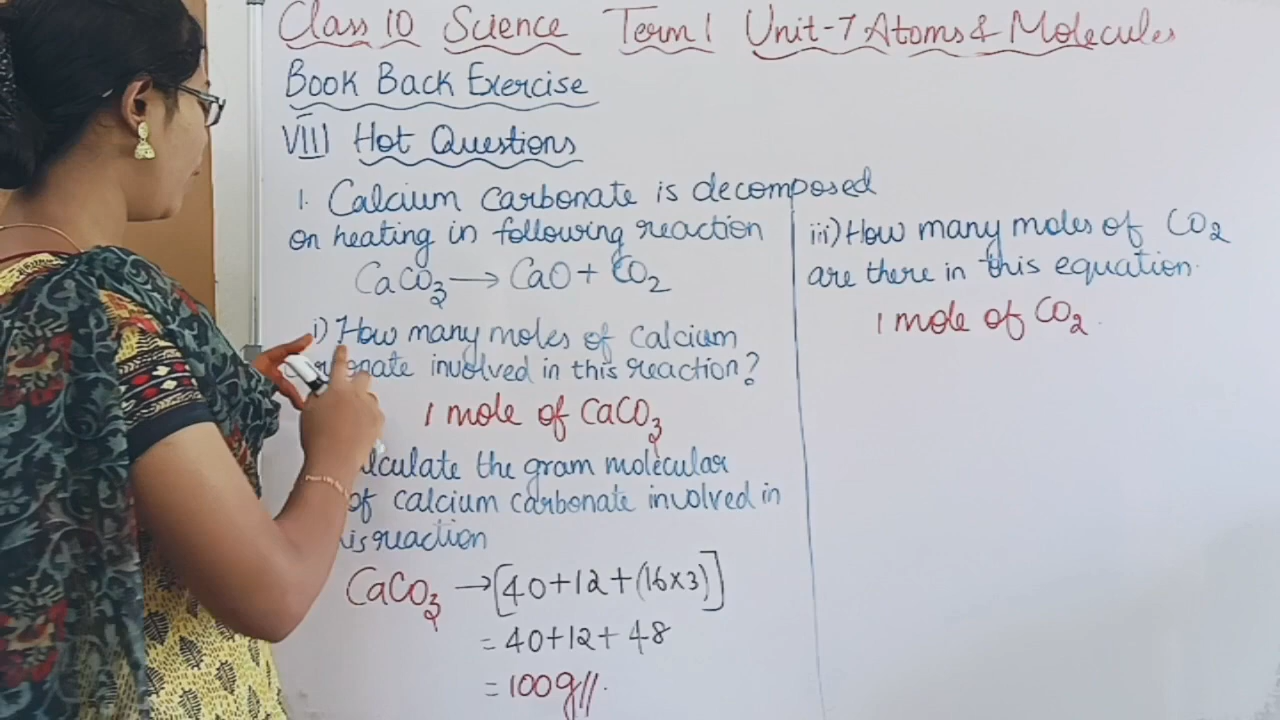 Class 10 Science Term 1 Unit-7 Atoms & Molecules
Book Back Exercise
VIII Hot Questions
1. Calcium carbonate is decomposed
on heating in following reaction
CaCO₃ → CaO + CO₂
i) How many moles of Calcium
involved in this reaction?
1 mole of CaCO₃
the gram molecular
of calcium carbonate involved in
reaction
CaCO₃ → [40+12+(16x3)]
= 40+12+48
= 100g//.
iii) How many moles of CO₂
are there in this equation.
1 mole of CO₂.